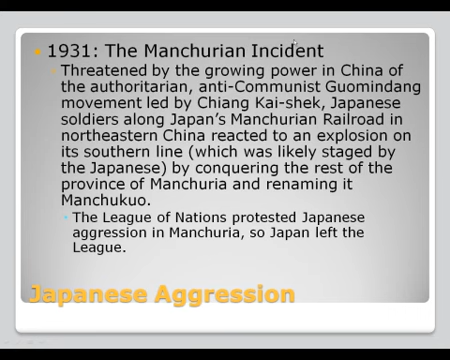 1931: The Manchurian Incident
Threatened by the growing power in China of
the authoritarian, anti-Communist Guomindang
movement led by Chiang Kai-shek, Japanese
soldiers along Japan's Manchurian Railroad in
northeastern China reacted to an explosion on
its southern line (which was likely staged by
the Japanese) by conquering the rest of the
province of Manchuria and renaming it
Manchukuo.
The League of Nations protested Japanese
aggression in Manchuria, so Japan left the
League.
Japanese Aggression